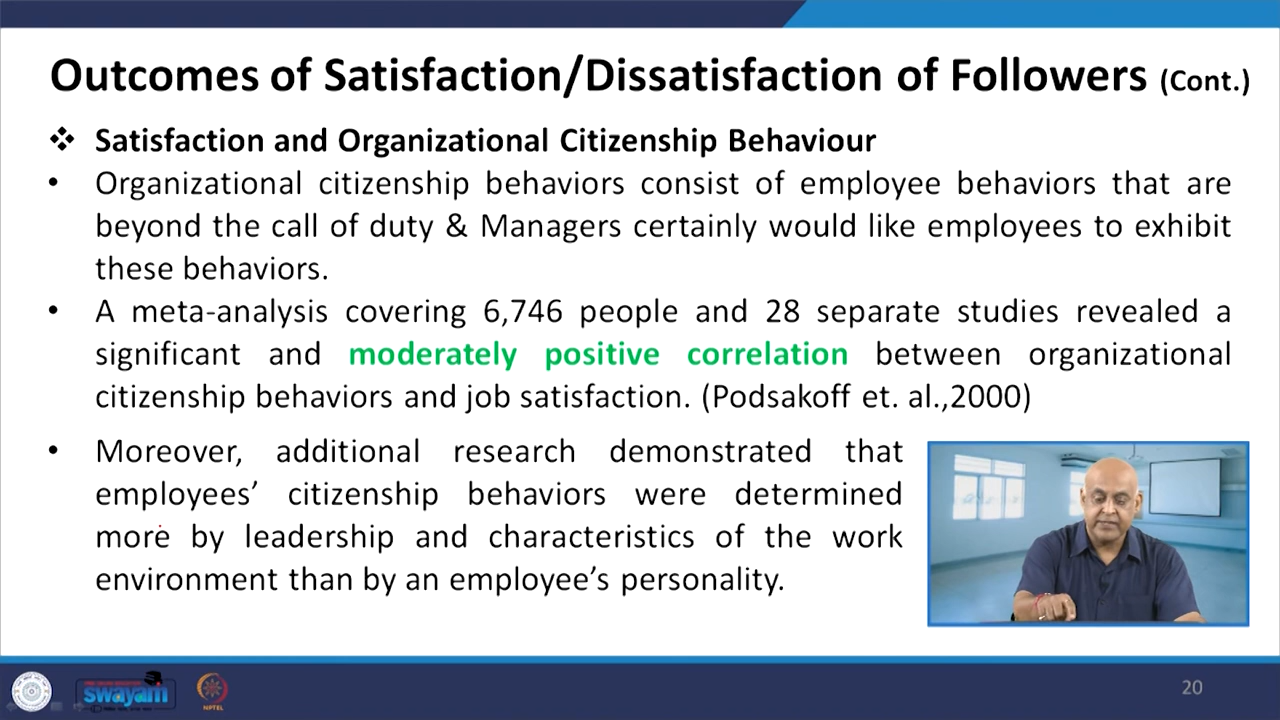 Outcomes of Satisfaction/Dissatisfaction of Followers (Cont.)
❖ Satisfaction and Organizational Citizenship Behaviour
• Organizational citizenship behaviors consist of employee behaviors that are
beyond the call of duty & Managers certainly would like employees to exhibit
these behaviors.
• A meta-analysis covering 6,746 people and 28 separate studies revealed a
significant and moderately positive correlation between organizational
citizenship behaviors and job satisfaction. (Podsakoff et. al.,2000)
• Moreover, additional research demonstrated that
employees’ citizenship behaviors were determined
more by leadership and characteristics of the work
environment than by an employee’s personality.
swayam
NPTEL
20